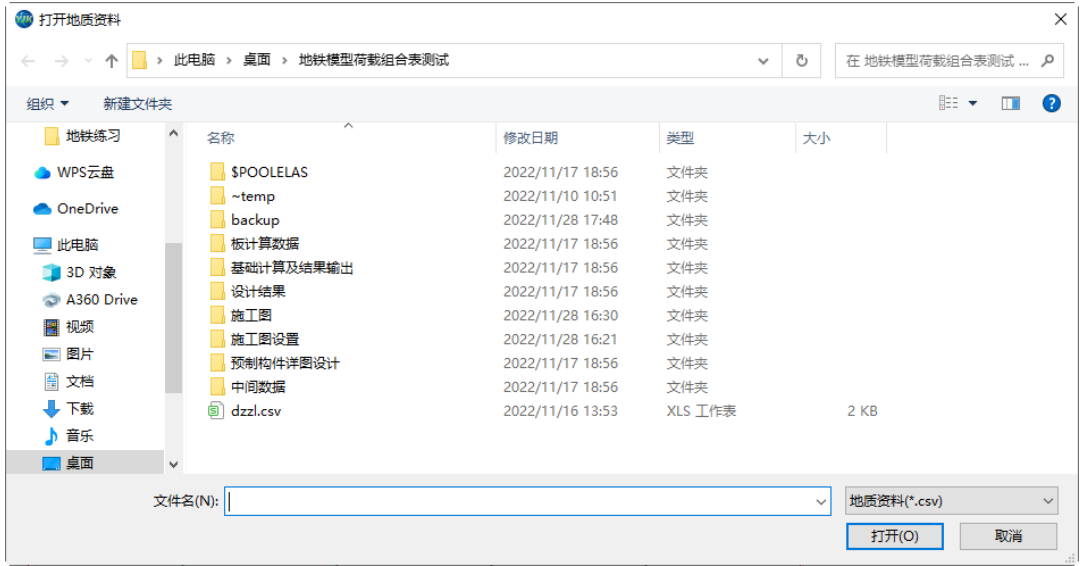 打开地质资料
此电脑 › 桌面 › 地铁模型荷载组合表测试
在 地铁模型荷载组合表测试 ...
组织 新建文件夹
地铁练习
WPS云盘
OneDrive
此电脑
3D 对象
A360 Drive
视频
图片
文档
下载
音乐
桌面
名称 修改日期 类型 大小
$POOLELAS 2022/11/17 18:56 文件夹
~temp 2022/11/10 10:51 文件夹
backup 2022/11/28 17:48 文件夹
板计算数据 2022/11/17 18:56 文件夹
基础计算及结果输出 2022/11/17 18:56 文件夹
设计结果 2022/11/17 18:56 文件夹
施工图 2022/11/28 16:30 文件夹
施工图设置 2022/11/28 16:21 文件夹
预制构件详图设计 2022/11/17 18:56 文件夹
中间数据 2022/11/17 18:56 文件夹
dzzl.csv 2022/11/16 13:53 XLS 工作表 2 KB
文件名(N): 地质资料(*.csv)
打开(O) 取消